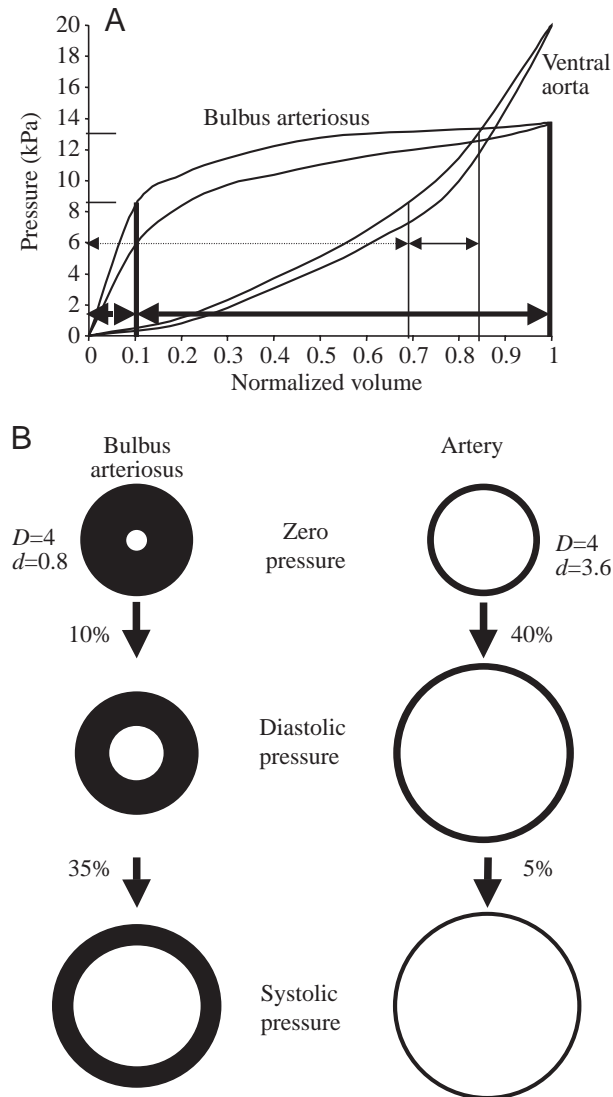 A
20
18
16
14
12
10
8
6
4
2
0
Pressure (kPa)
Bulbus arteriosus
Ventral
aorta
0 0.1 0.2 0.3 0.4 0.5 0.6 0.7 0.8 0.9 1
Normalized volume
B
Bulbus
arteriosus
Artery
D=4
d=0.8
Zero
pressure
D=4
d=3.6
10%
40%
Diastolic
pressure
35%
5%
Systolic
pressure